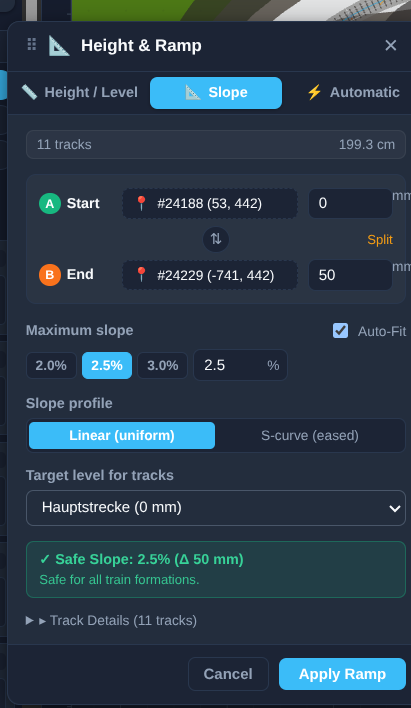 Height & Ramp
Height / Level
Slope
Automatic
11 tracks
199.3 cm
A Start
#24188 (53, 442)
0
mm
Split
B End
#24229 (-741, 442)
50
mm
Maximum slope
Auto-Fit
2.0%
2.5%
3.0%
2.5 %
Slope profile
Linear (uniform)
S-curve (eased)
Target level for tracks
Hauptstrecke (0 mm)
✓ Safe Slope: 2.5% (Δ 50 mm)
Safe for all train formations.
▶ ▸ Track Details (11 tracks)
Cancel
Apply Ramp